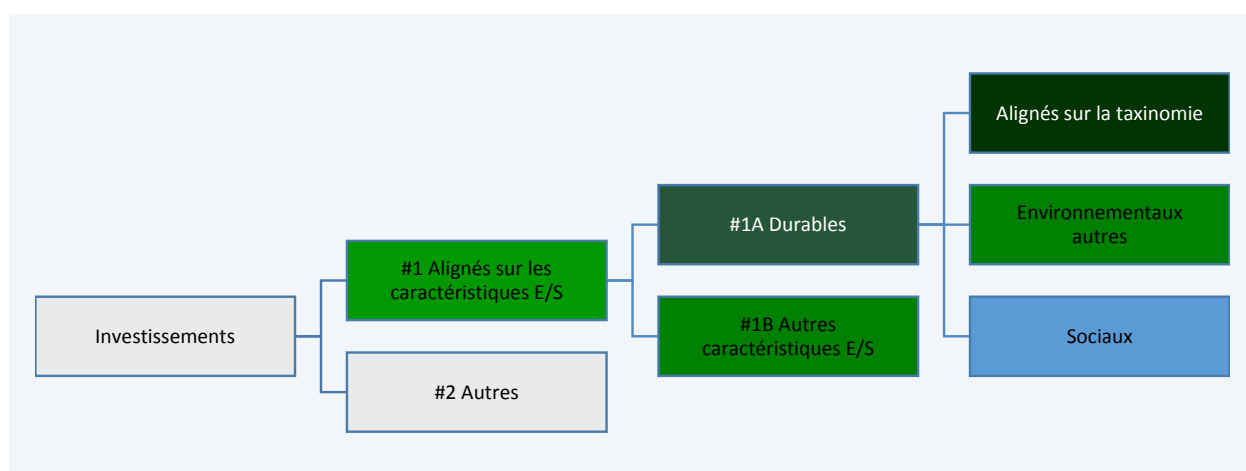 Investissements
#1 Alignés sur les
caractéristiques E/S
#2 Autres
#1A Durables
#1B Autres
caractéristiques E/S
Alignés sur la taxinomie
Environnementaux
autres
Sociaux